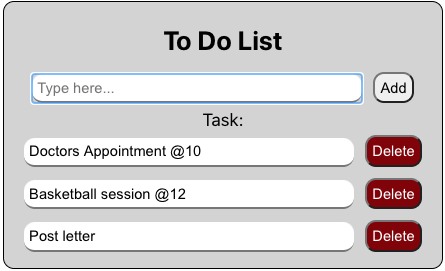 To Do List
Type here... Add
Task:
Doctors Appointment @10 Delete
Basketball session @12 Delete
Post letter Delete